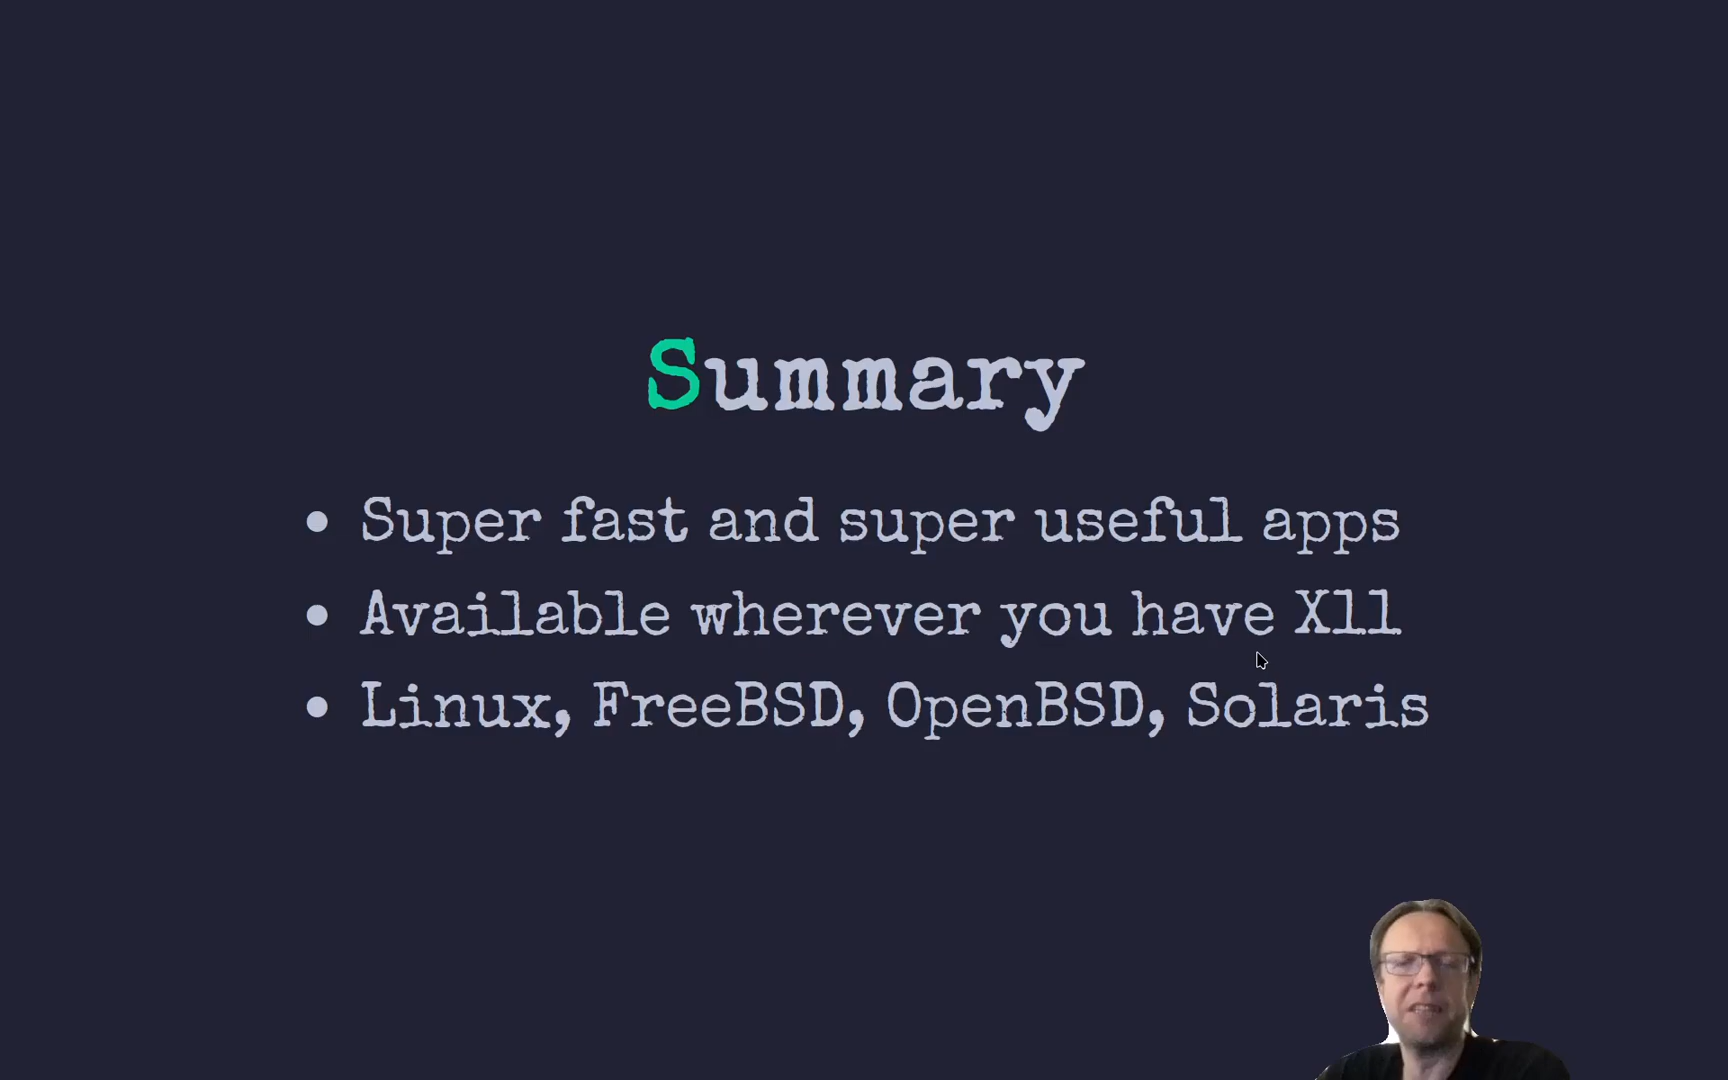 Summary
Super fast and super useful apps
Available wherever you have X11
Linux, FreeBSD, OpenBSD, Solaris